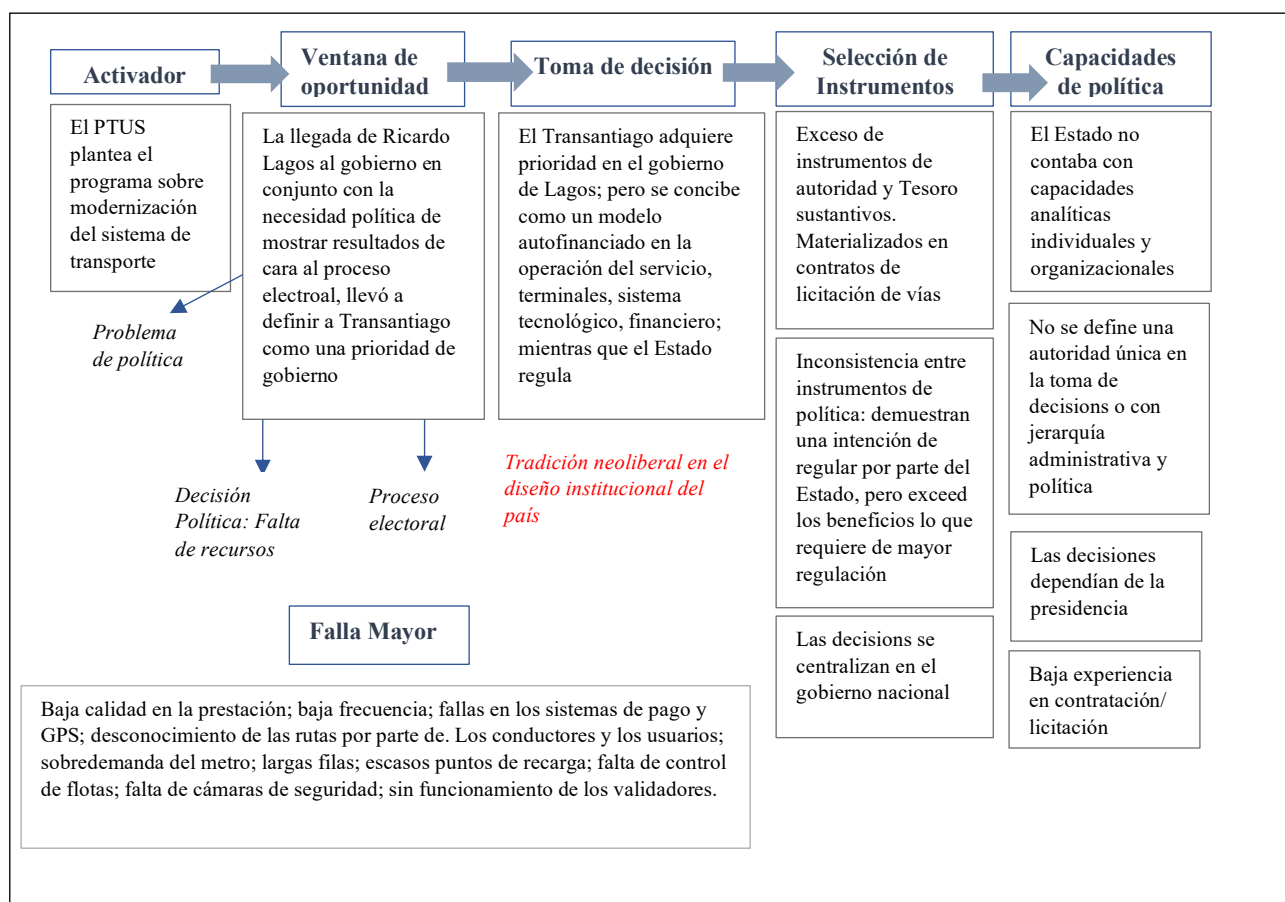 Activador
Ventana de
oportunidad
Toma de decisión
Selección de
Instrumentos
Capacidades
de política
El PTUS
plantea el
programa sobre
modernización
del sistema de
transporte
Problema
de política
La llegada de Ricardo
Lagos al gobierno en
conjunto con la
necesidad política de
mostrar resultados de
cara al proceso
electroal, llevó a
definir a Transantiago
como una prioridad de
gobierno
Decisión
Política: Falta
de recursos
Proceso
electoral
El Transantiago adquiere
prioridad en el gobierno
de Lagos; pero se concibe
como un modelo
autofinanciado en la
operación del servicio,
terminales, sistema
tecnológico, financiero;
mientras que el Estado
regula
Tradición neoliberal en el
diseño institucional del
país
Exceso de
instrumentos de
autoridad y Tesoro
sustantivos.
Materializados en
contratos de
licitación de vías
Inconsistencia entre
instrumentos de
política: demuestran
una intención de
regular por parte del
Estado, pero exceed
los beneficios lo que
requiere de mayor
regulación
Las decisions se
centralizan en el
gobierno nacional
El Estado no
contaba con
capacidades
analíticas
individuales y
organizacionales
No se define una
autoridad única en
la toma de
decisions o con
jerarquía
administrativa y
política
Las decisiones
dependían de la
presidencia
Baja experiencia
en contratación/
licitación
Falla Mayor
Baja calidad en la prestación; baja frecuencia; fallas en los sistemas de pago y
GPS; desconocimiento de las rutas por parte de. Los conductores y los usuarios;
sobredemanda del metro; largas filas; escasos puntos de recarga; falta de control
de flotas; falta de cámaras de seguridad; sin funcionamiento de los validadores.